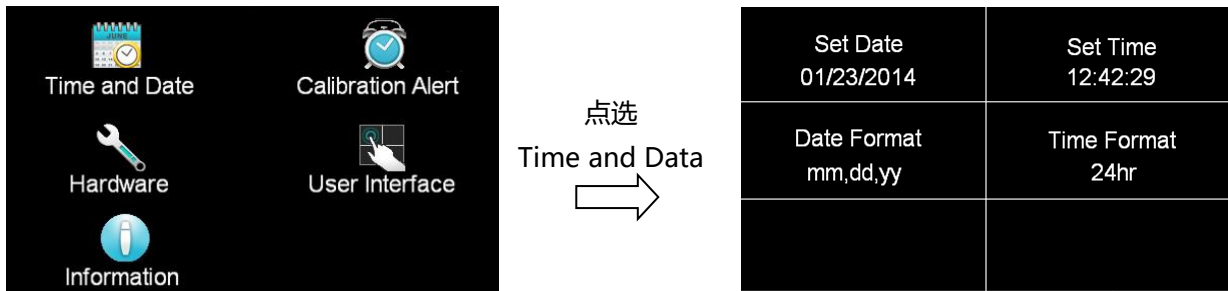 JUNE
Time and Date
Calibration Alert
Hardware
User Interface
Information
点选
Time and Data
Set Date
01/23/2014
Set Time
12:42:29
Date Format
mm,dd,yy
Time Format
24hr